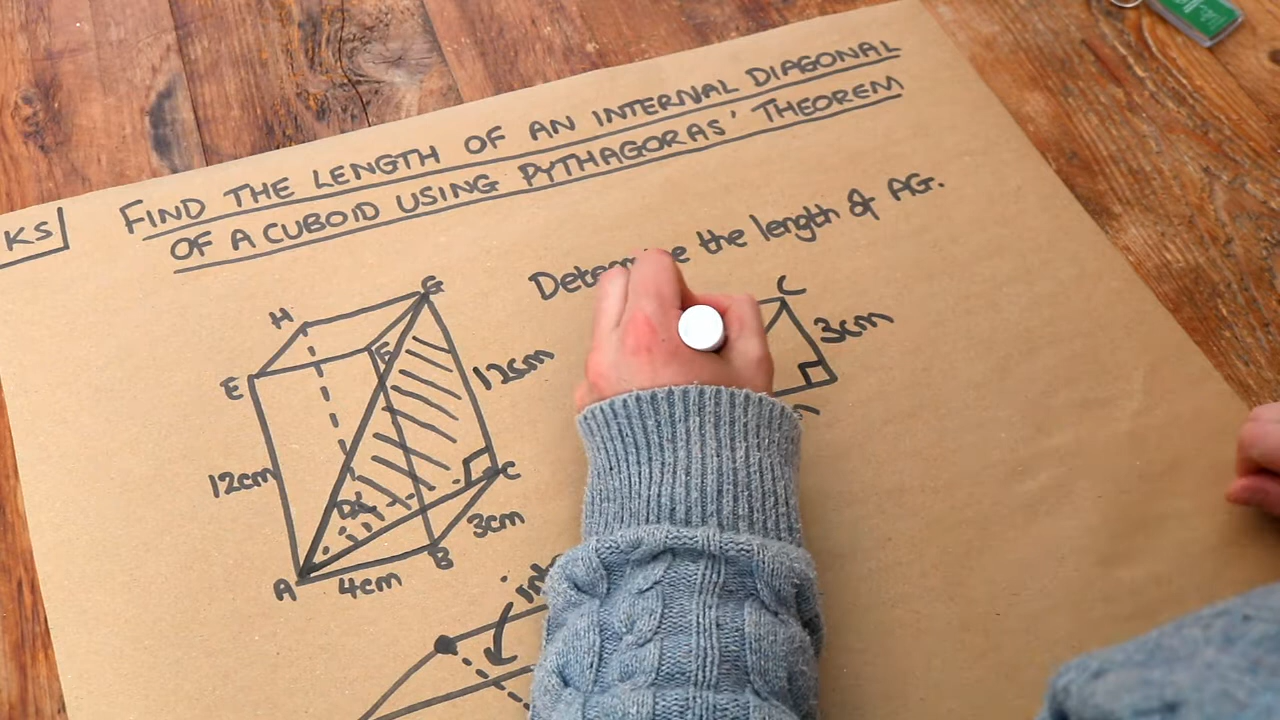 KS
FIND THE LENGTH OF AN INTERNAL DIAGONAL
OF A CUBOID USING PYTHAGORAS' THEOREM
the length of AG.
H
G
E
F
12cm
12cm
D
C
3cm
B
A
4cm
C
3cm